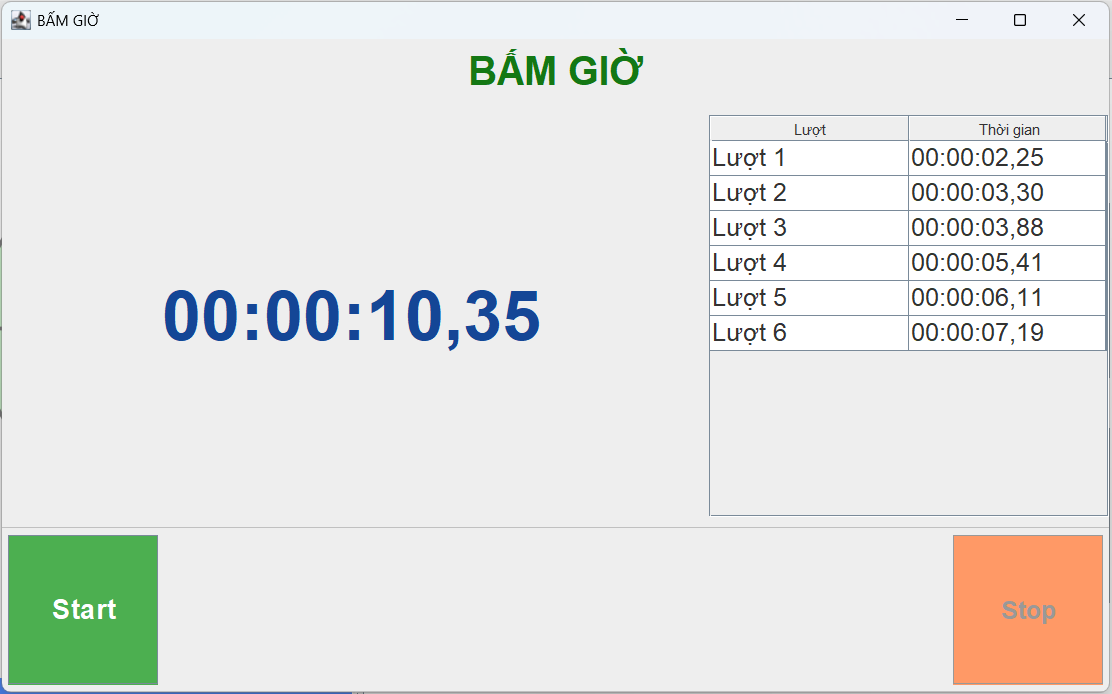 BẤM GIỜ
BẤM GIỜ
00:00:10,35
Lượt Thời gian
Lượt 1 00:00:02,25
Lượt 2 00:00:03,30
Lượt 3 00:00:03,88
Lượt 4 00:00:05,41
Lượt 5 00:00:06,11
Lượt 6 00:00:07,19
Start Stop